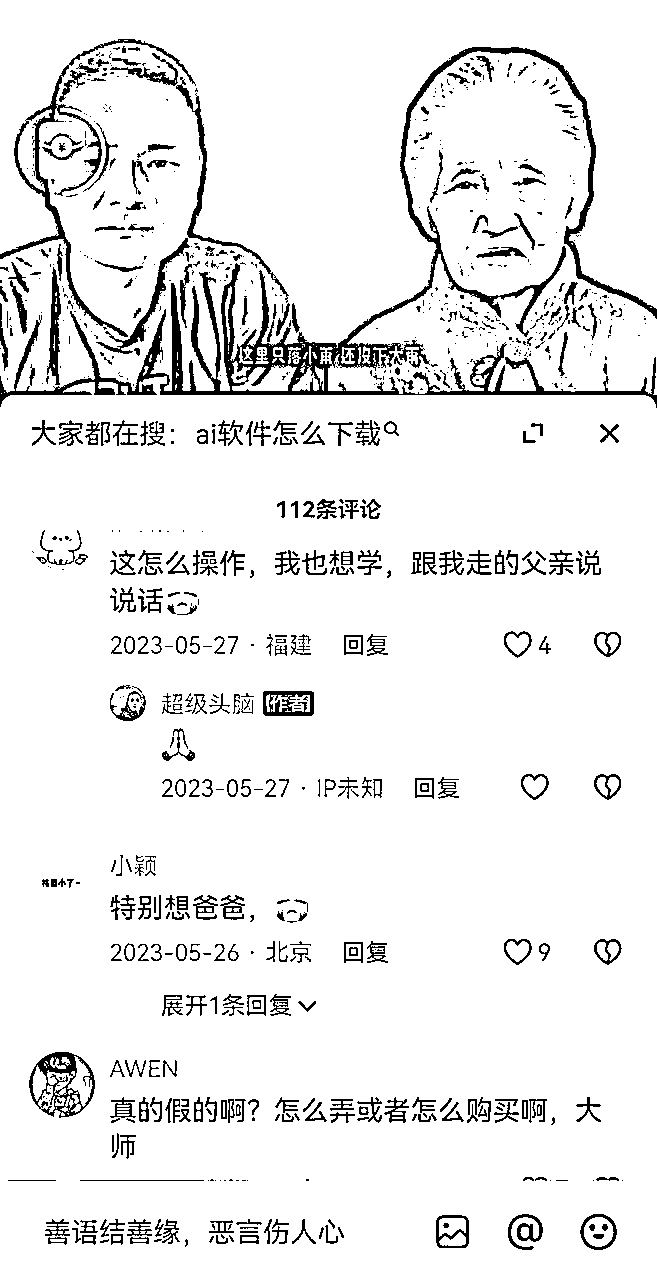 这里只落小雨,还没下大雨
大家都在搜：ai软件怎么下载
112条评论
这怎么操作，我也想学，跟我走的父亲说
说话
2023-05-27 · 福建 回复 4
超级头脑 作者
2023-05-27 · IP未知 回复
小颖
特别想爸爸，
2023-05-26 · 北京 回复 9
展开1条回复
AWEN
真的假的啊？怎么弄或者怎么购买啊，大
师
善语结善缘，恶言伤人心